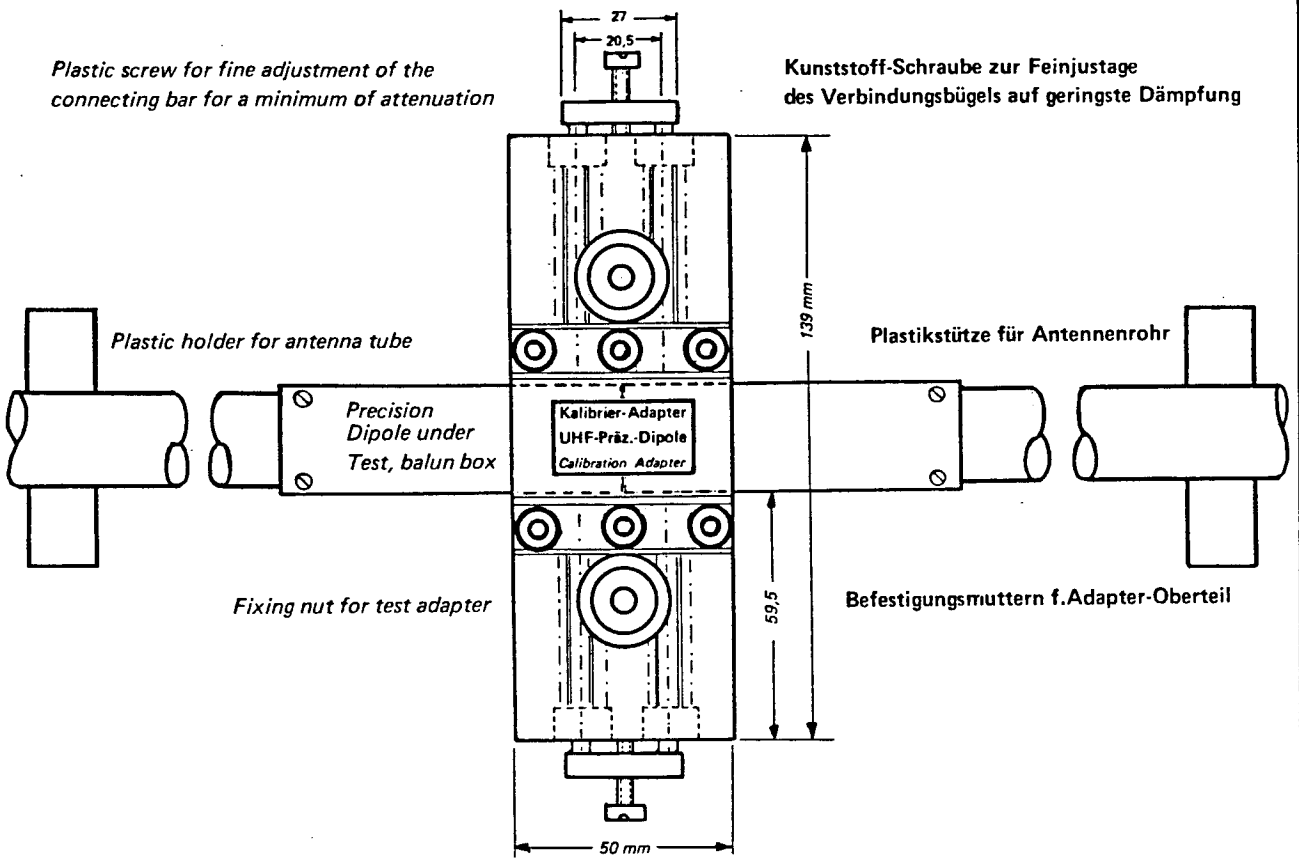 27
20,5
Plastic screw for fine adjustment of the
connecting bar for a minimum of attenuation
Kunststoff-Schraube zur Feinjustage
des Verbindungsbügels auf geringste Dämpfung
139 mm
Plastic holder for antenna tube
Plastikstütze für Antennenrohr
Precision
Dipole under
Test, balun box
Kalibrier-Adapter
UHF-Präz.-Dipole
Calibration Adapter
Fixing nut for test adapter
59,5
Befestigungsmuttern f.Adapter-Oberteil
50 mm